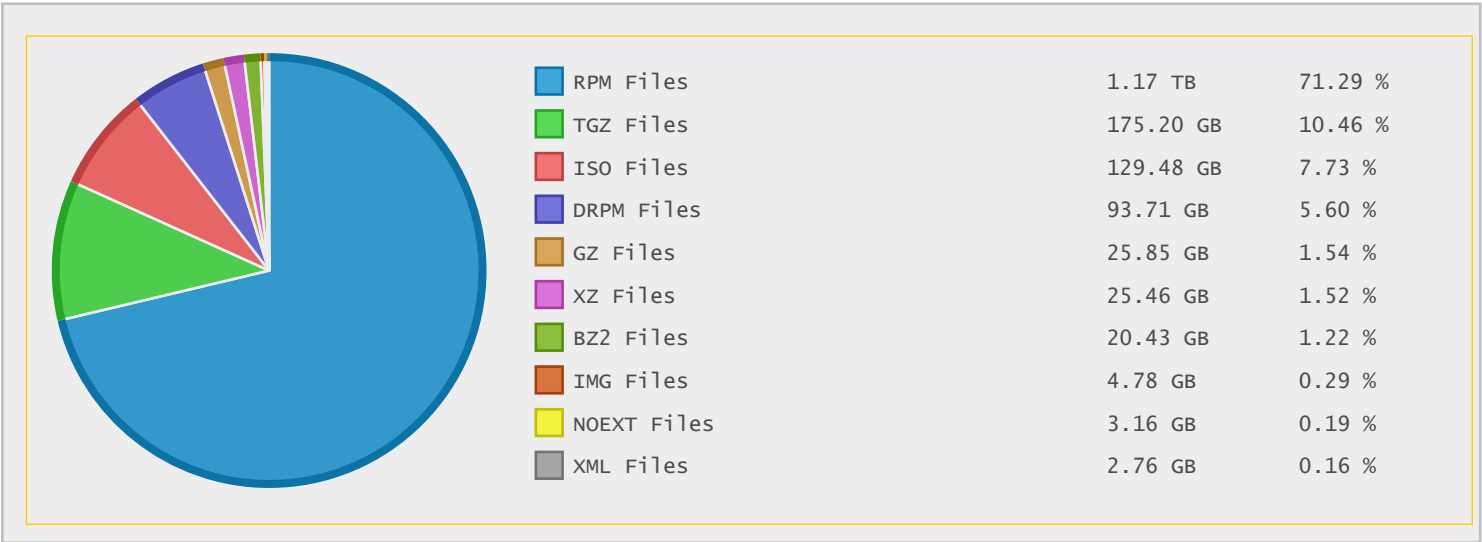 RPM Files 1.17 TB 71.29 %
TGZ Files 175.20 GB 10.46 %
ISO Files 129.48 GB 7.73 %
DRPM Files 93.71 GB 5.60 %
GZ Files 25.85 GB 1.54 %
XZ Files 25.46 GB 1.52 %
BZ2 Files 20.43 GB 1.22 %
IMG Files 4.78 GB 0.29 %
NOEXT Files 3.16 GB 0.19 %
XML Files 2.76 GB 0.16 %